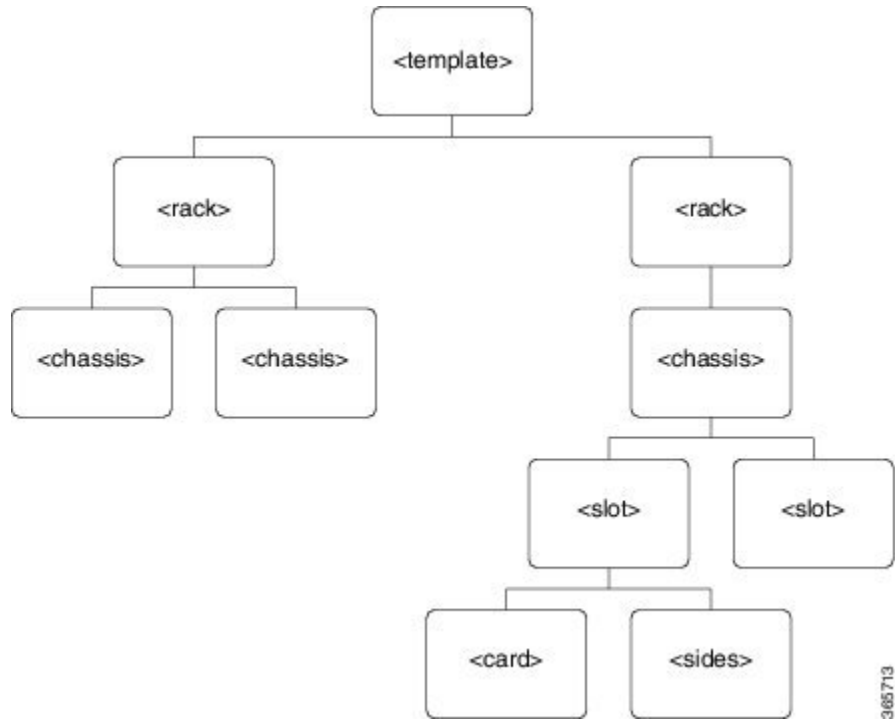 <template>
<rack>
<rack>
<chassis>
<chassis>
<chassis>
<slot>
<slot>
<card>
<sides>
365713